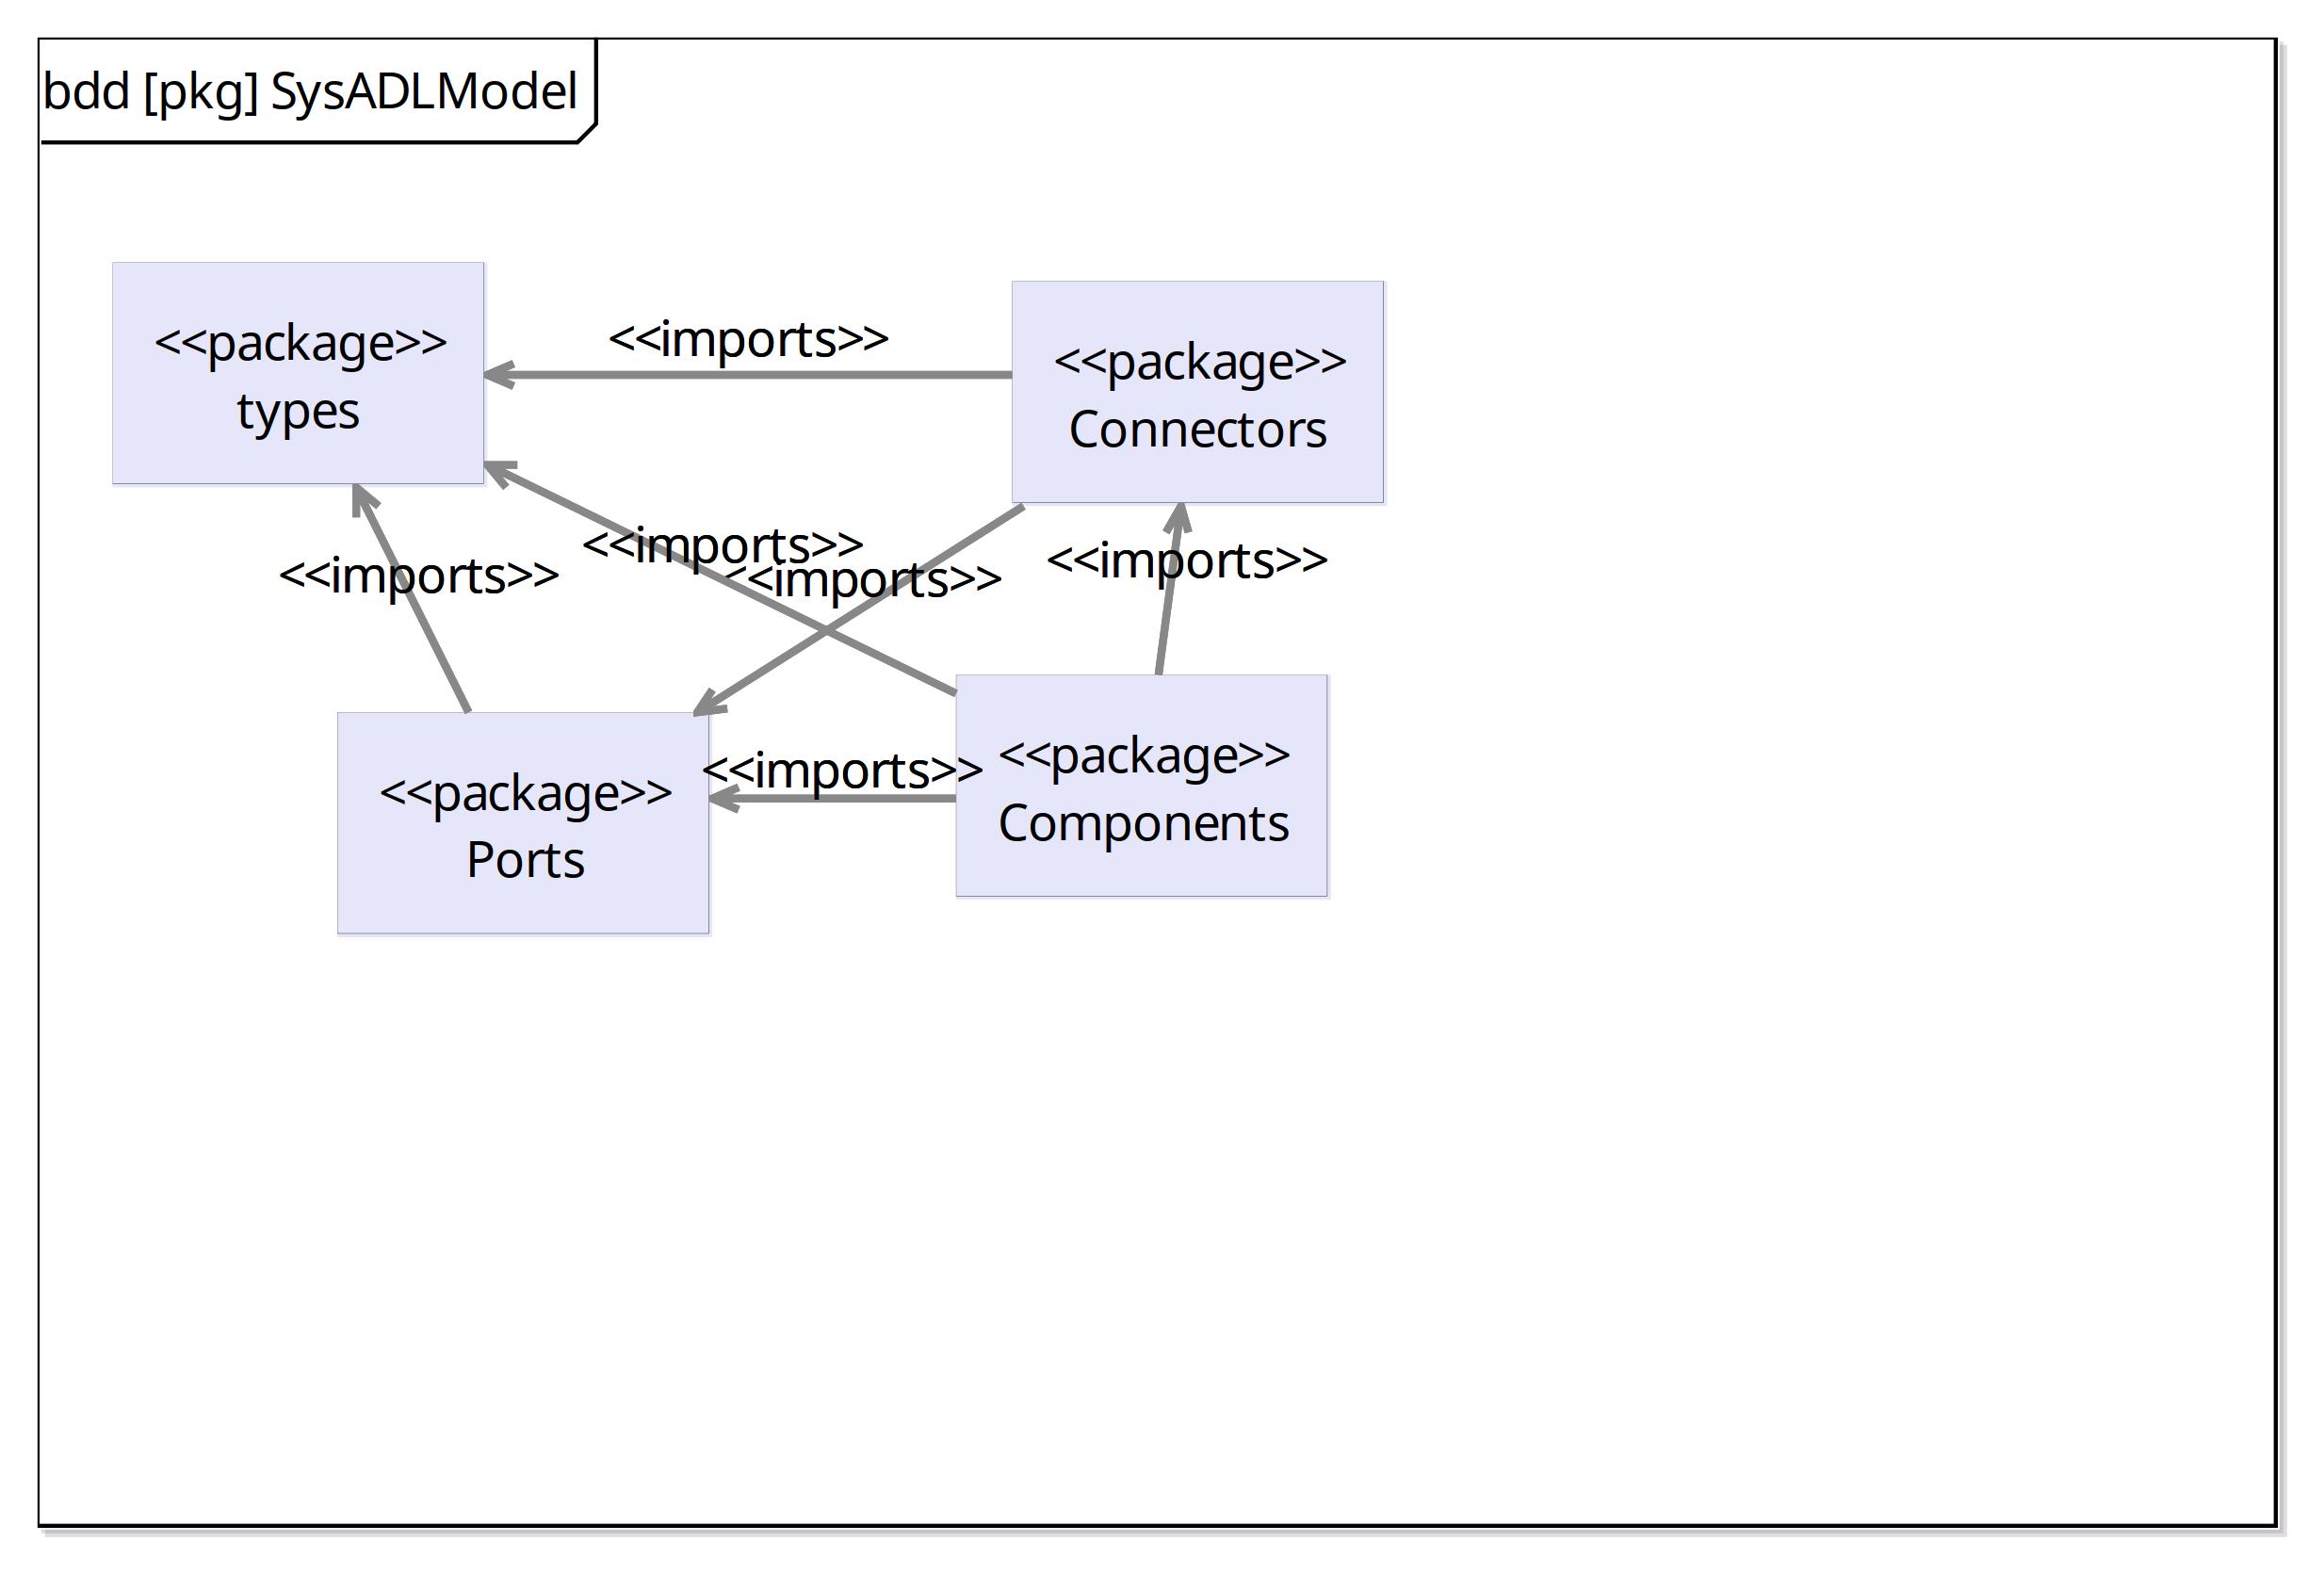 bdd [pkg] SysADLModel
<<package>>
types
<<imports>>
<<package>>
Connectors
<<imports>>
<<imports>>
<<imports>>
<<imports>>
<<package>>
Ports
<<imports>>
<<package>>
Components